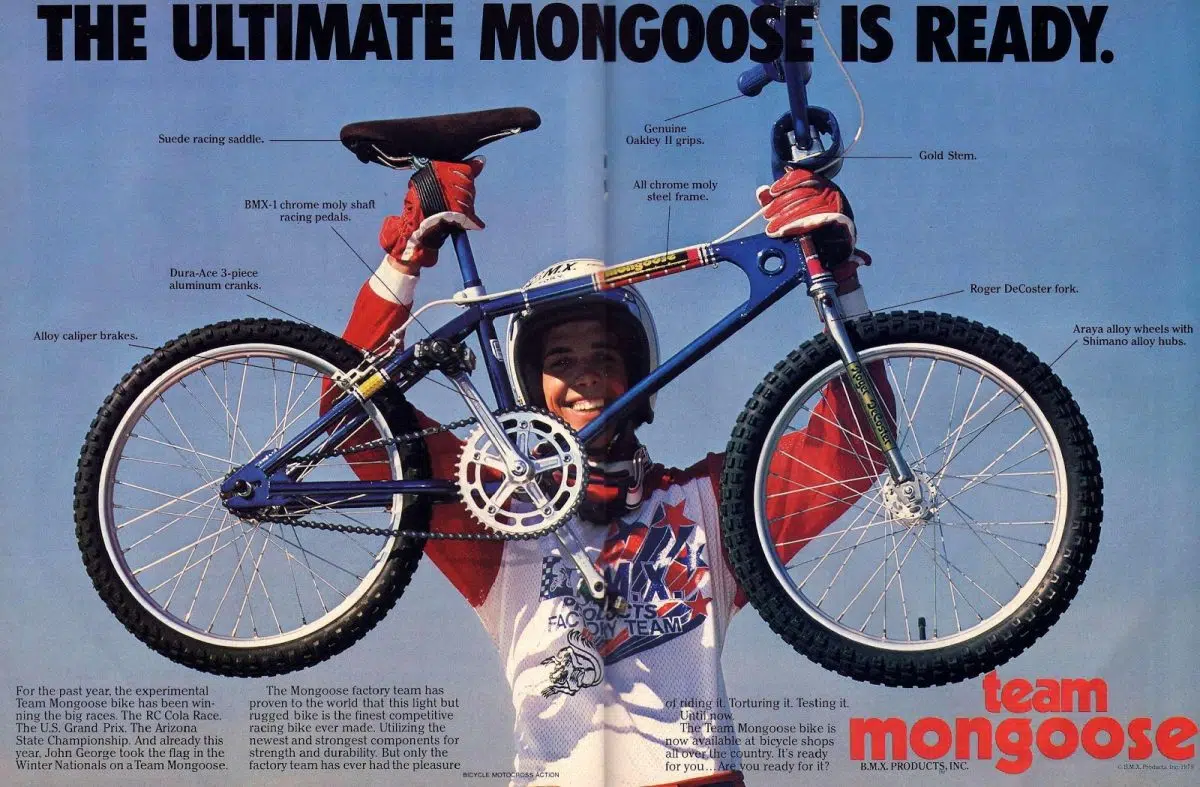 THE ULTIMATE MONGOOSE IS READY.
Suede racing saddle.
Genuine
Oakley II grips.
Gold Stem.
All chrome moly
steel frame.
BMX-1 chrome moly shaft
racing pedals.
Dura-Ace 3-piece
aluminum cranks.
Alloy caliper brakes.
Roger DeCoster fork.
Araya alloy wheels with
Shimano alloy hubs.
mongoose
M.X.
Roger DeCoster
M.X.
PRODUCTS
FACTORY TEAM
For the past year, the experimental
Team Mongoose bike has been win-
ning the big races. The RC Cola Race.
The U.S. Grand Prix. The Arizona
State Championship. And already this
year, John George took the flag in the
Winter Nationals on a Team Mongoose.
The Mongoose factory team has
proven to the world that this light but
rugged bike is the finest competitive
racing bike ever made. Utilizing the
newest and strongest components for
strength and durability. But only the
factory team has ever had the pleasure
BICYCLE MOTOCROSS ACTION
of riding it. Torturing it. Testing it.
Until now.
The Team Mongoose bike is
now available at bicycle shops
all over the country. It's ready
for you... Are you ready for it?
team
mongoose
B.M.X. PRODUCTS, INC.
© B.M.X. Products, Inc. 1979